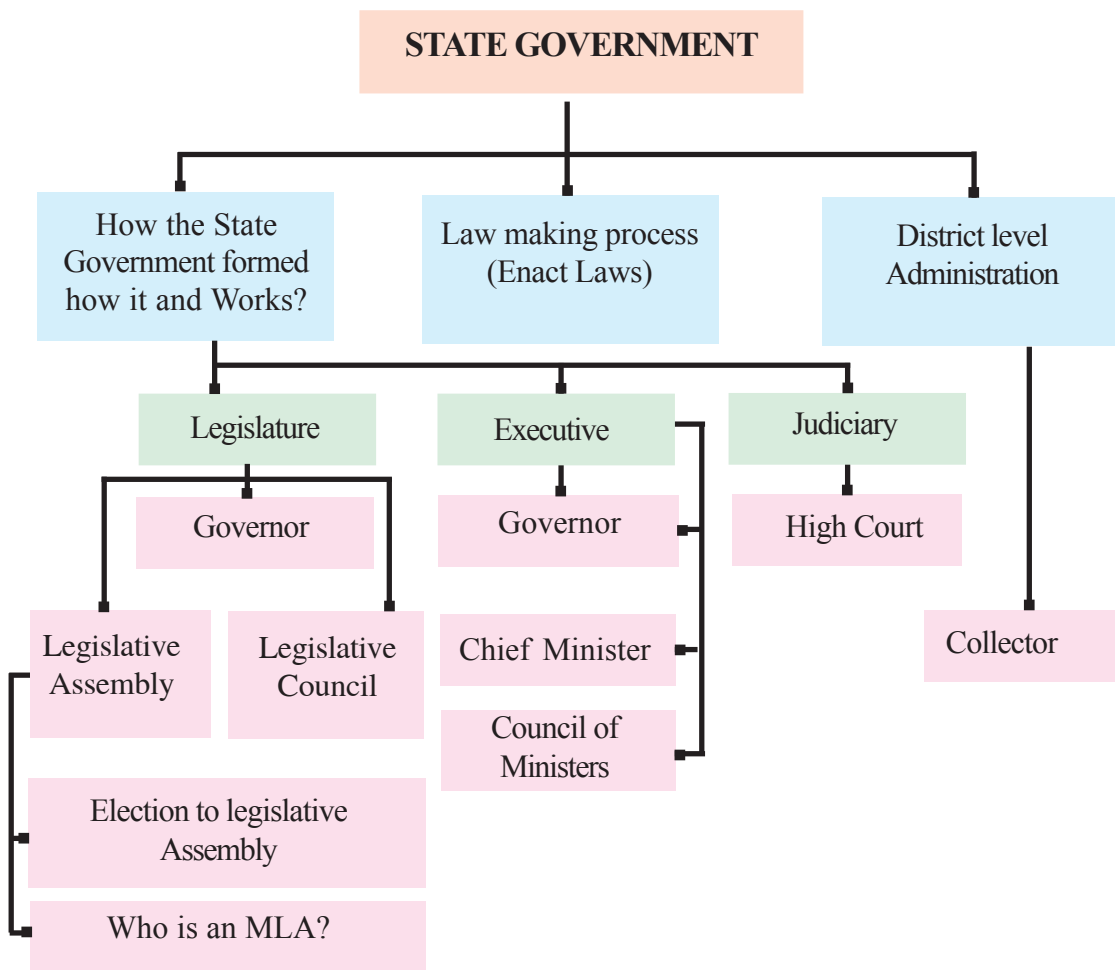 STATE GOVERNMENT
How the State
Government formed
how it and Works?
Law making process
(Enact Laws)
District level
Administration
Legislature
Executive
Judiciary
Governor
Governor
High Court
Legislative
Assembly
Legislative
Council
Chief Minister
Collector
Council of
Ministers
Election to legislative
Assembly
Who is an MLA?